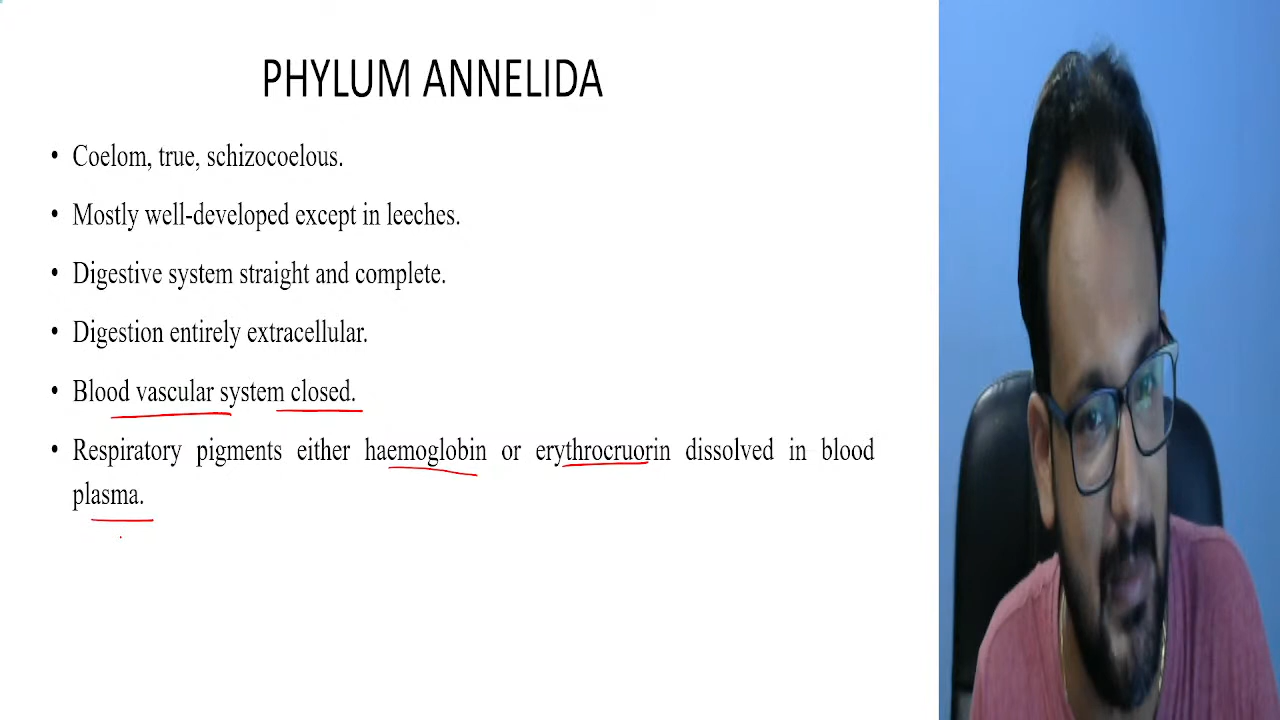 PHYLUM ANNELIDA
• Coelom, true, schizocoelous.
• Mostly well-developed except in leeches.
• Digestive system straight and complete.
• Digestion entirely extracellular.
• Blood vascular system closed.
• Respiratory pigments either haemoglobin or erythrocruorin dissolved in blood
plasma.